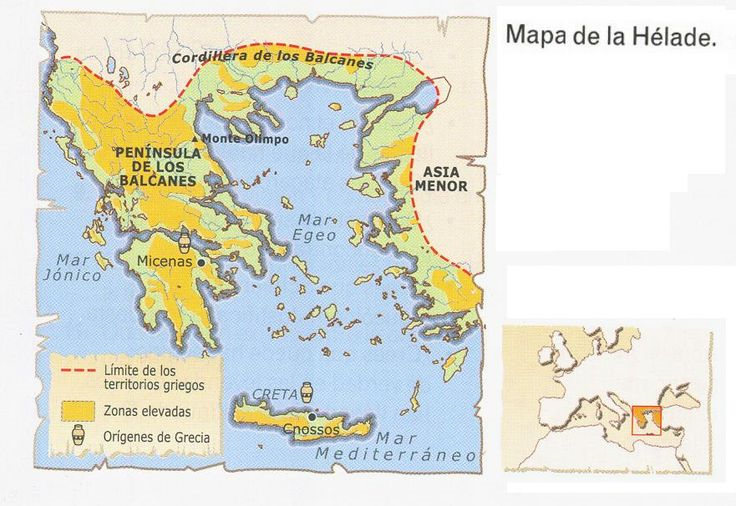 Mapa de la Hélade.
Cordillera de los Balcanes
Monte Olimpo
PENÍNSULA
DE LOS
BALCANES
ASIA
MENOR
Mar
Egeo
Mar
Jónico
Micenas
Límite de los
territorios griegos
Zonas elevadas
Orígenes de Grecia
CRETA
Cnossos
Mar
Mediterráneo